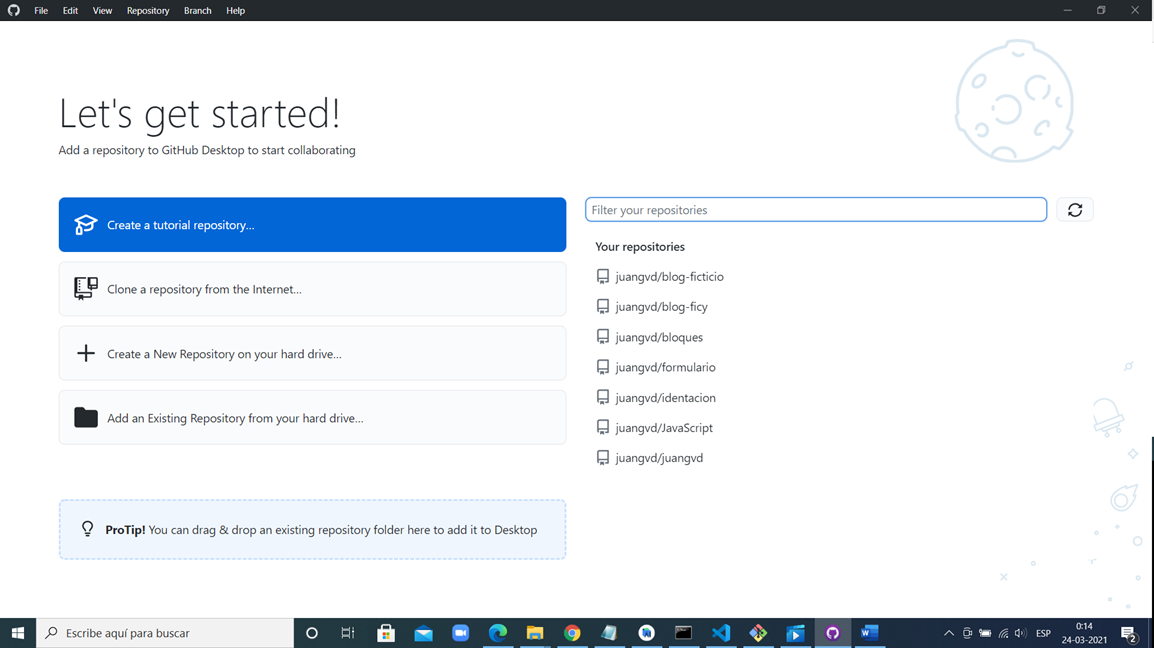 File Edit View Repository Branch Help
Let's get started!
Add a repository to GitHub Desktop to start collaborating
Create a tutorial repository...
Clone a repository from the Internet...
Create a New Repository on your hard drive...
Add an Existing Repository from your hard drive...
ProTip! You can drag & drop an existing repository folder here to add it to Desktop
Filter your repositories
Your repositories
juangvd/blog-ficticio
juangvd/blog-ficy
juangvd/bloques
juangvd/formulario
juangvd/identacion
juangvd/JavaScript
juangvd/juangvd
Escribe aquí para buscar
ESP
0:14
24-03-2021
2